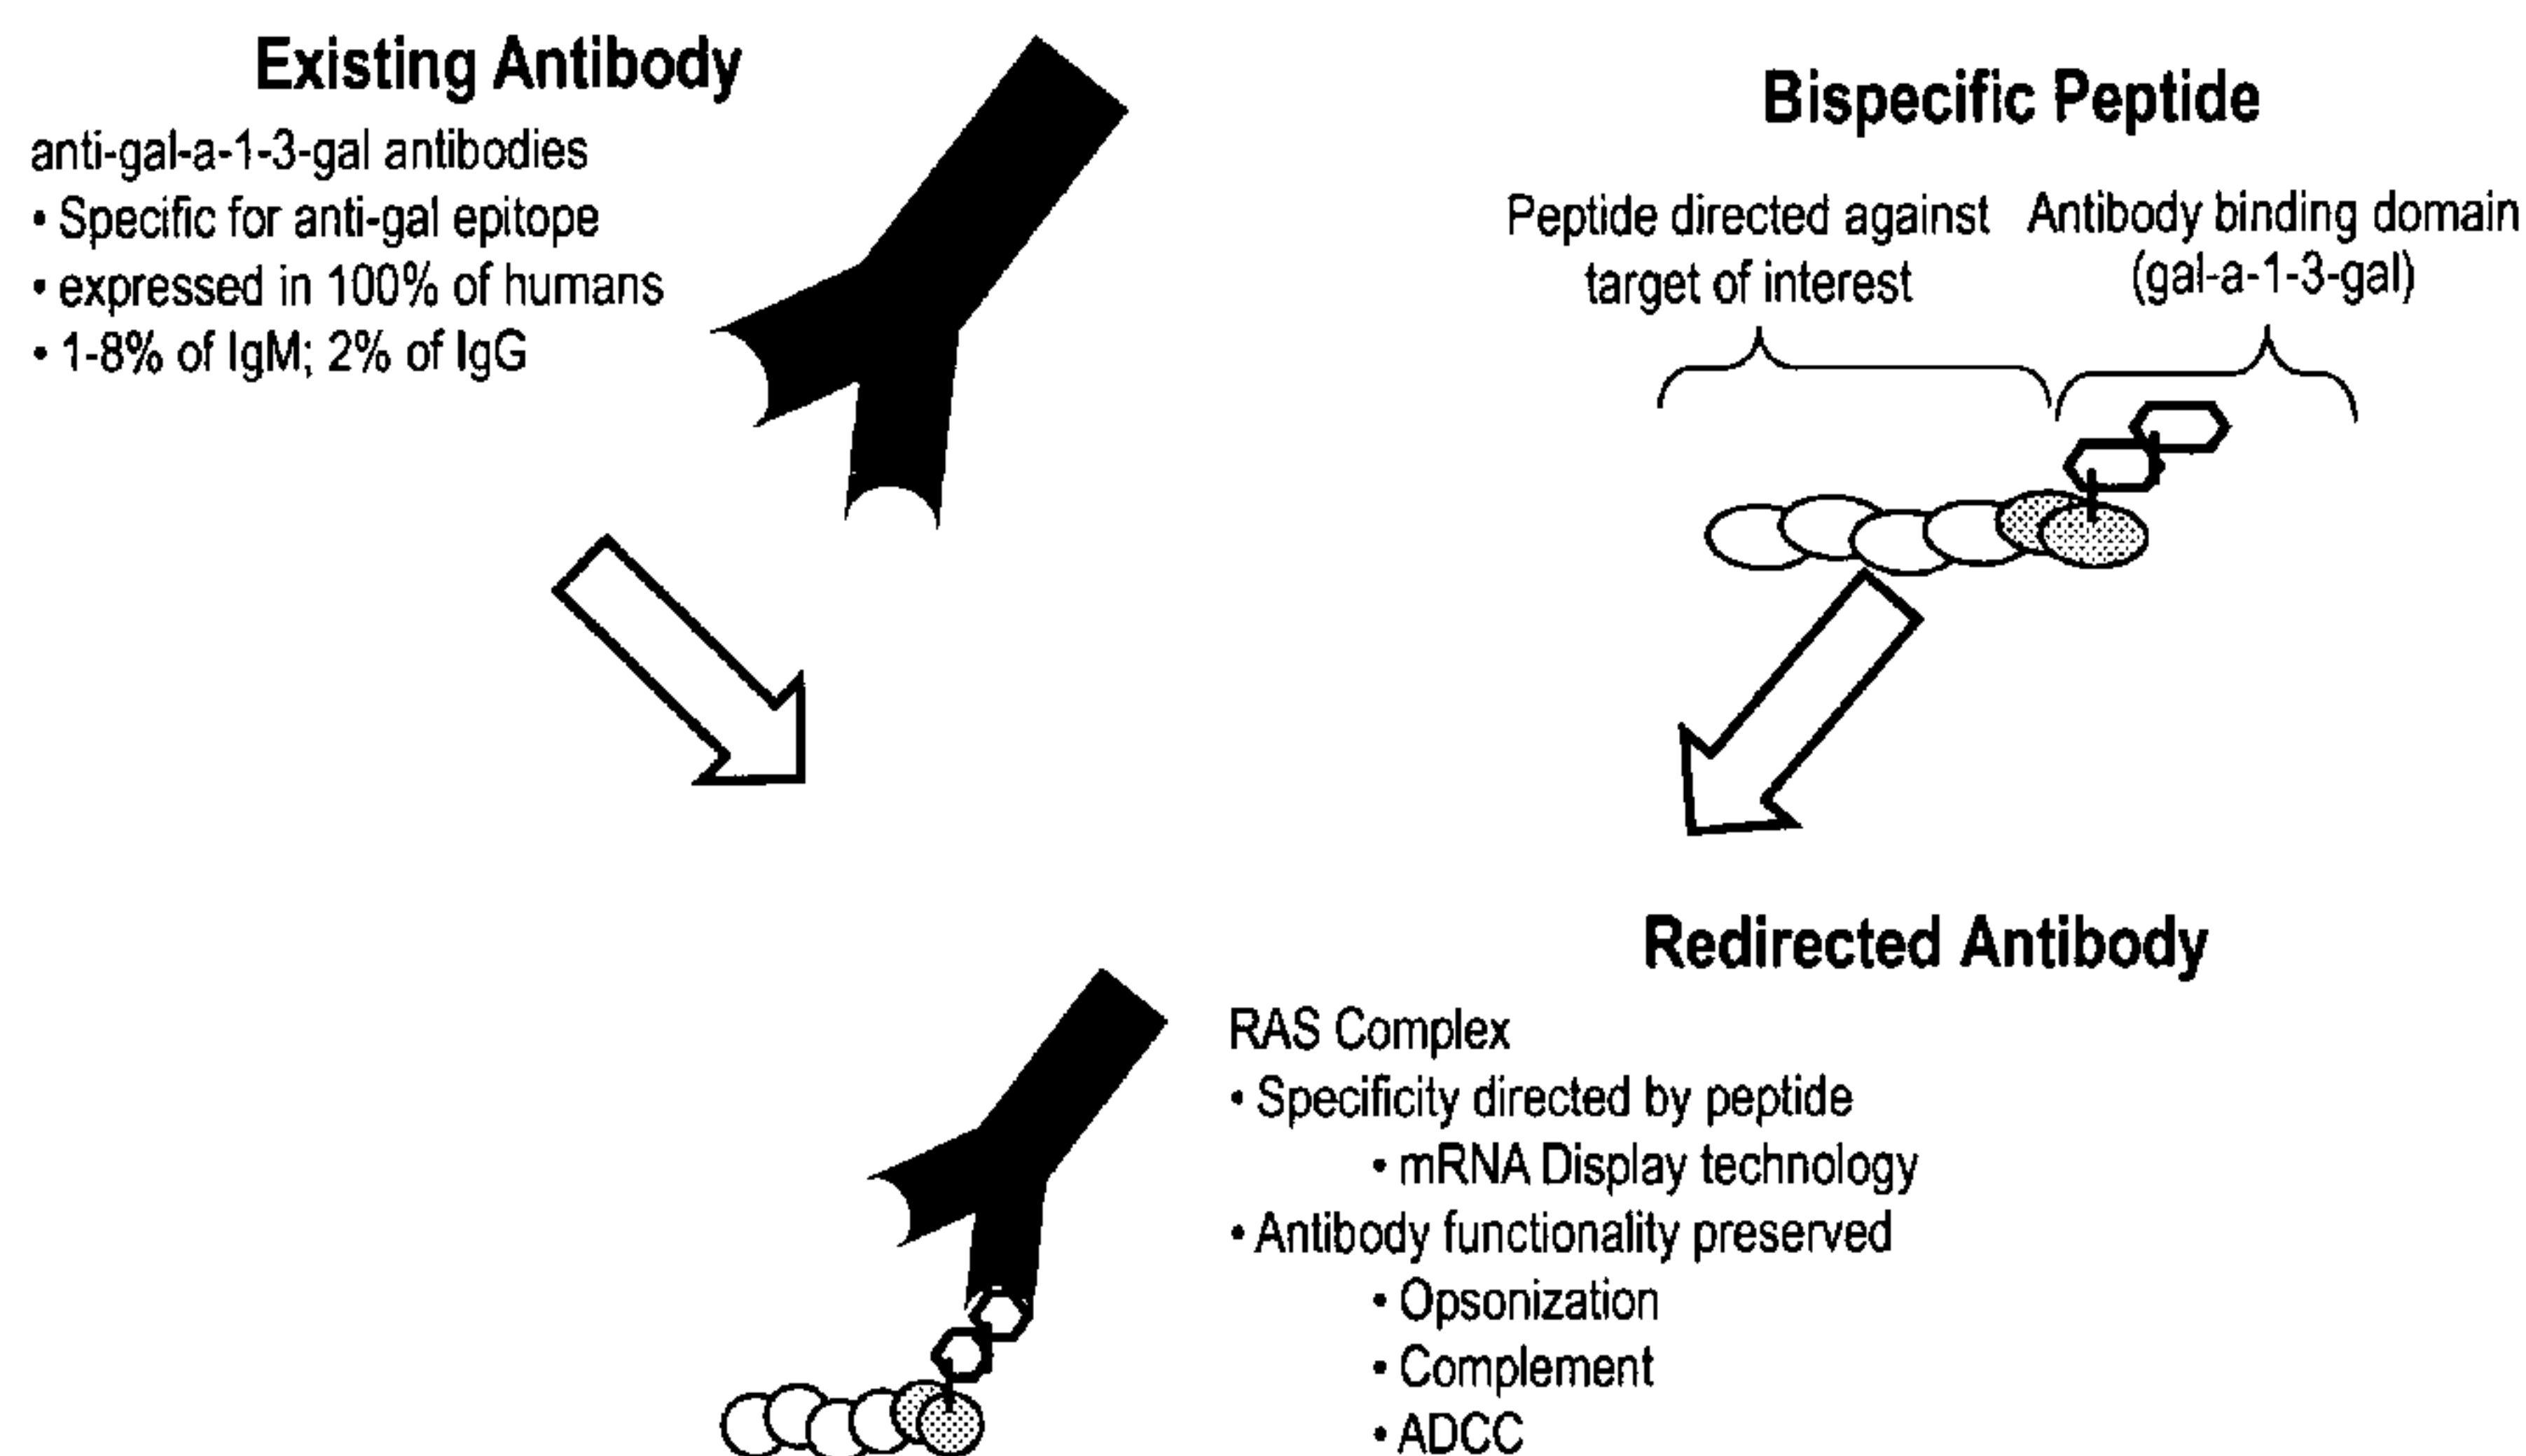 Existing Antibody
anti-gal-a-1-3-gal antibodies
• Specific for anti-gal epitope
• expressed in 100% of humans
• 1-8% of IgM; 2% of IgG
Bispecific Peptide
Peptide directed against
target of interest
Antibody binding domain
(gal-a-1-3-gal)
Redirected Antibody
RAS Complex
• Specificity directed by peptide
• mRNA Display technology
• Antibody functionality preserved
• Opsonization
• Complement
• ADCC